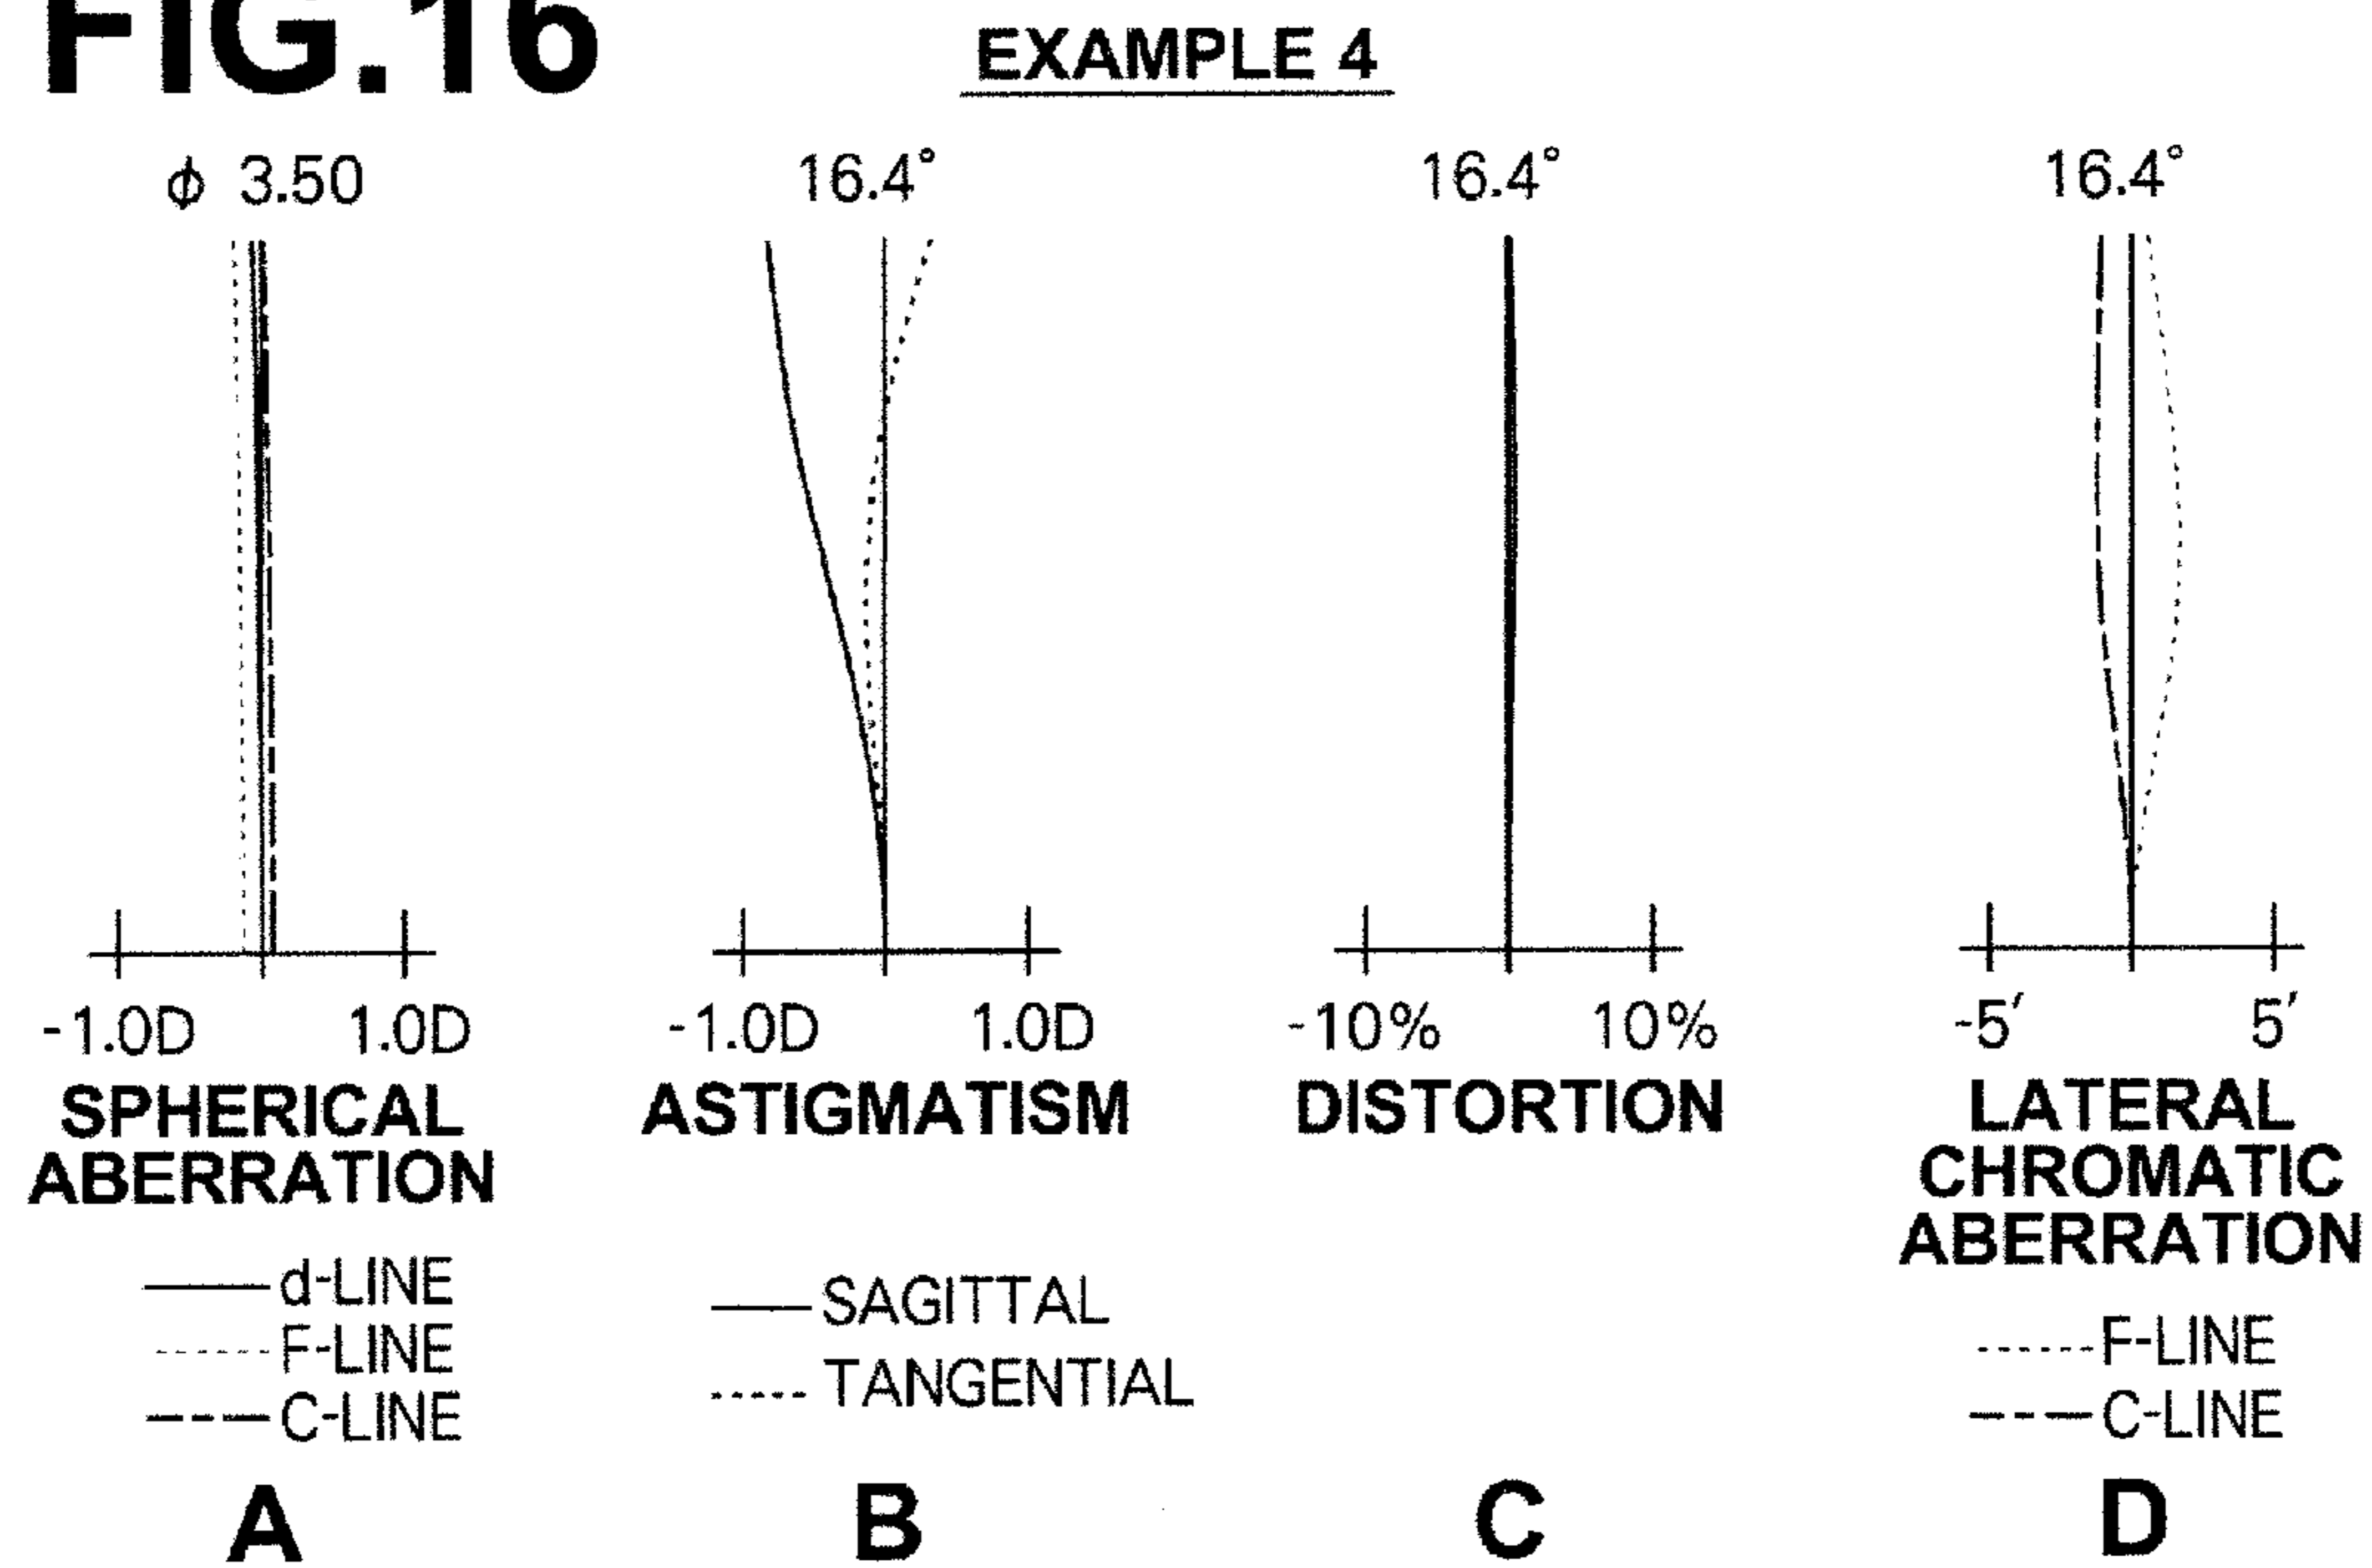 FIG.16
EXAMPLE 4
ϕ 3.50
16.4°
16.4°
16.4°
-1.0D 1.0D
-1.0D 1.0D
-10% 10%
-5′ 5′
SPHERICAL
ABERRATION
ASTIGMATISM
DISTORTION
LATERAL
CHROMATIC
ABERRATION
d-LINE
F-LINE
C-LINE
SAGITTAL
TANGENTIAL
F-LINE
C-LINE
A
B
C
D